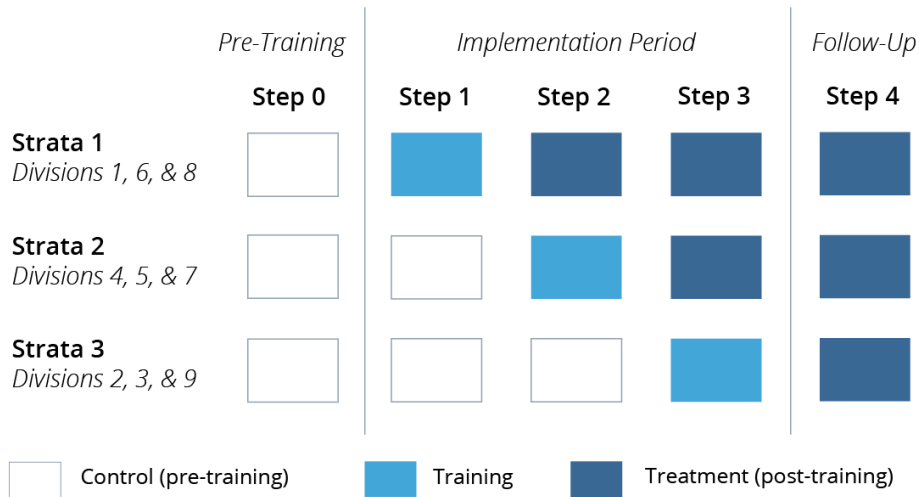 Pre-Training Implementation Period Follow-Up
Step 0 Step 1 Step 2 Step 3 Step 4
Strata 1
Divisions 1, 6, & 8
Strata 2
Divisions 4, 5, & 7
Strata 3
Divisions 2, 3, & 9
Control (pre-training) Training Treatment (post-training)